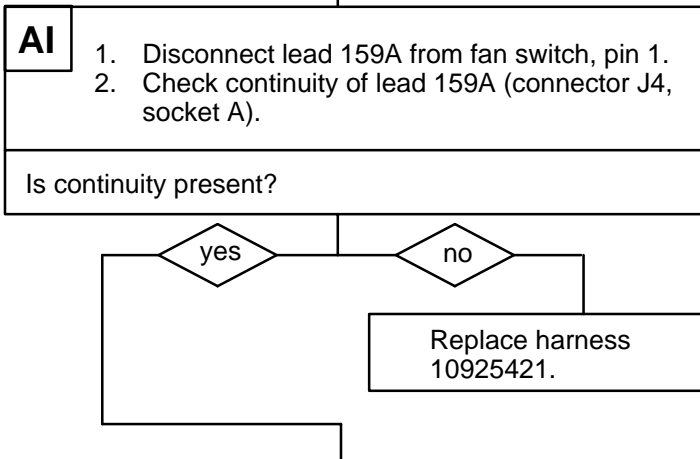 AI
1. Disconnect lead 159A from fan switch, pin 1.
2. Check continuity of lead 159A (connector J4,
socket A).
Is continuity present?
yes
no
Replace harness
10925421.